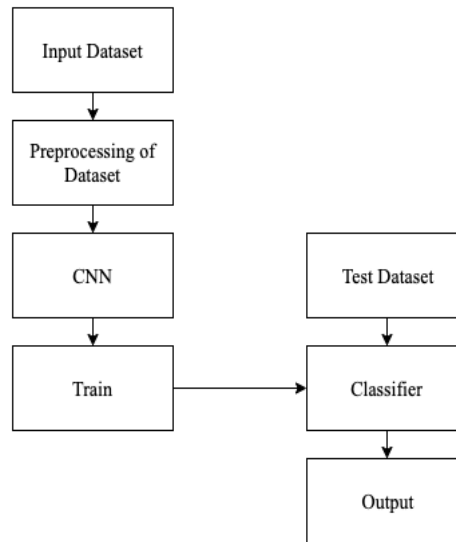 Input Dataset
Preprocessing of
Dataset
CNN
Test Dataset
Train
Classifier
Output